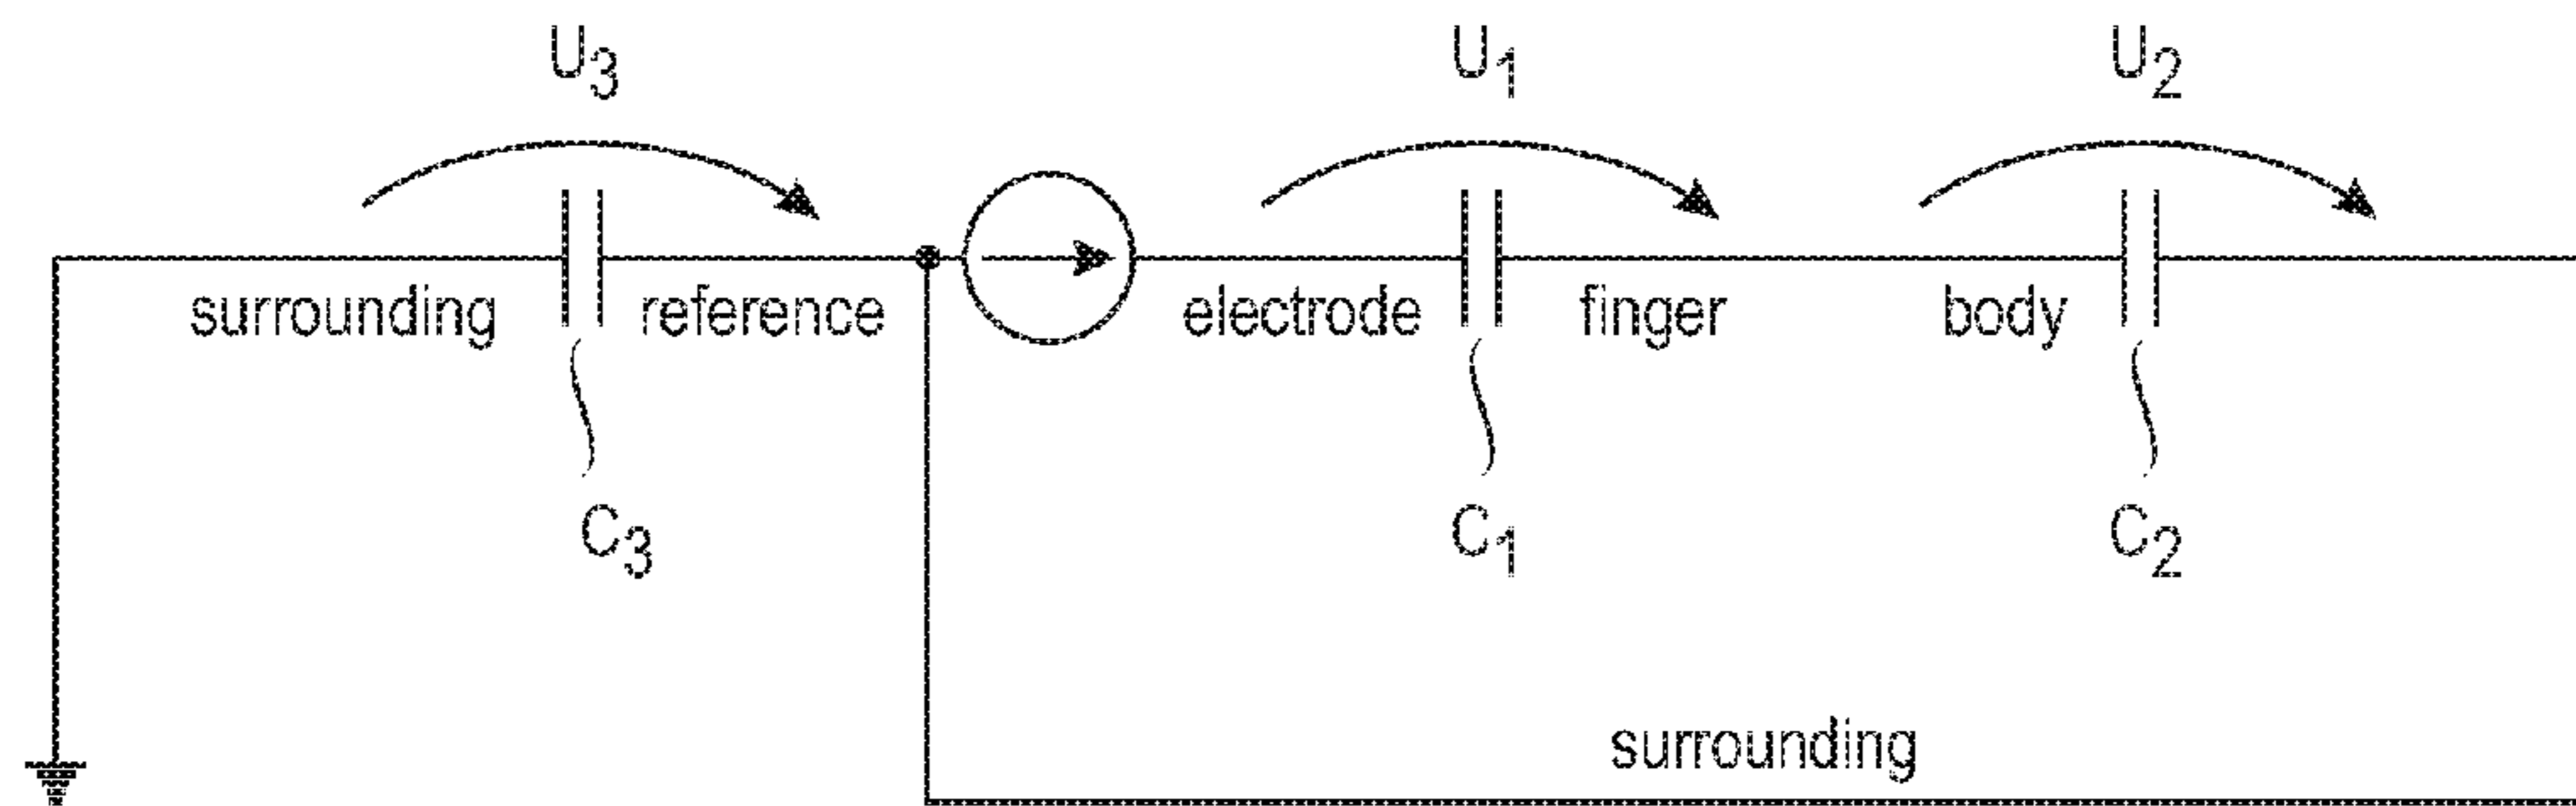 U3 U1 U2
surrounding reference electrode finger body
C3 C1 C2
surrounding